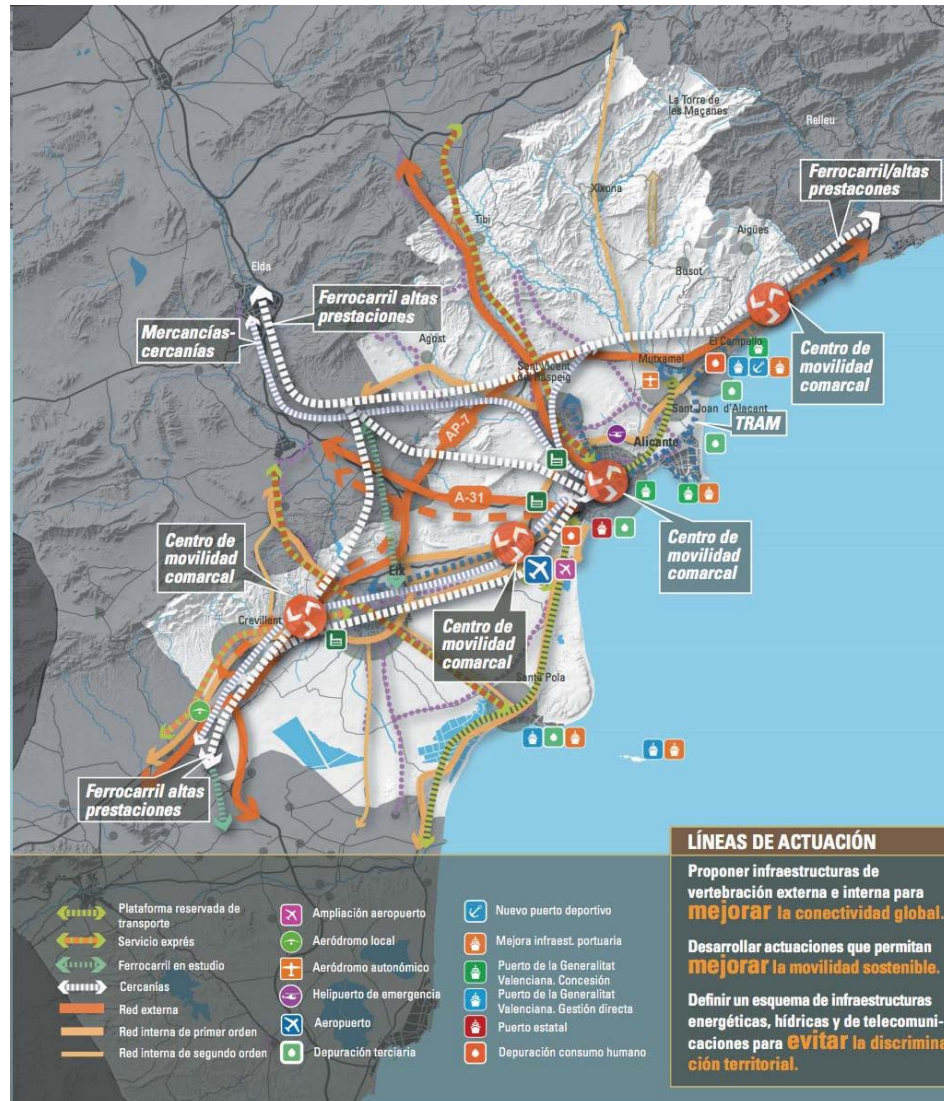 La Torre de
les Maçanes
Relleu
Ferrocarril/altas
prestacones
Xixona
Tibi
Aigües
Busot
Elda
Ferrocarril altas
prestaciones
Mercancías-
cercanías
Agost
El Campello
Centro de
movilidad
comarcal
Mutxamel
Sant Vicent
del Raspeig
Sant Joan d'Alacant
TRAM
AP-7
Alicante
A-31
Centro de
movilidad
comarcal
Centro de
movilidad
comarcal
Elx
Crevillent
Centro de
movilidad
comarcal
Santa Pola
Ferrocarril altas
prestaciones
Plataforma reservada de
transporte
Servicio exprés
Ferrocarril en estudio
Cercanías
Red externa
Red interna de primer orden
Red interna de segundo orden
Ampliación aeropuerto
Aeródromo local
Aeródromo autonómico
Helipuerto de emergencia
Aeropuerto
Depuración terciaria
Nuevo puerto deportivo
Mejora infraest. portuaria
Puerto de la Generalitat
Valenciana. Concesión
Puerto de la Generalitat
Valenciana. Gestión directa
Puerto estatal
Depuración consumo humano
LÍNEAS DE ACTUACIÓN
Proponer infraestructuras de
vertebración externa e interna para
mejorar la conectividad global.
Desarrollar actuaciones que permitan
mejorar la movilidad sostenible.
Definir un esquema de infraestructuras
energéticas, hídricas y de telecomuni-
caciones para evitar la discrimina
ción territorial.